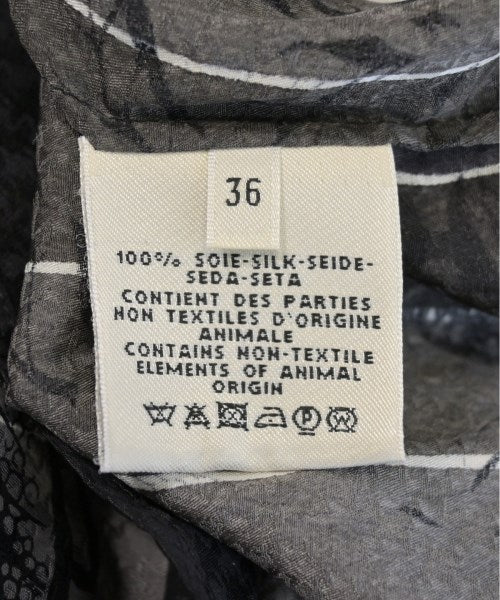 36
100% SOIE-SILK-SEIDE-
SEDA-SETA
CONTIENT DES PARTIES
NON TEXTILES D'ORIGINE
ANIMALE
CONTAINS NON-TEXTILE
ELEMENTS OF ANIMAL
ORIGIN
P W